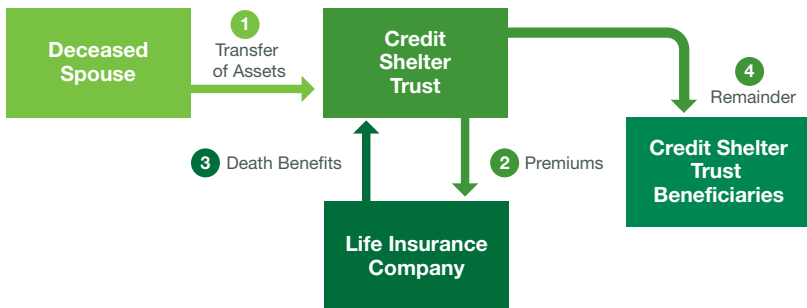 Deceased
Spouse
1
Transfer
of Assets
Credit
Shelter
Trust
4
Remainder
3 Death Benefits
2 Premiums
Credit Shelter
Trust
Beneficiaries
Life Insurance
Company